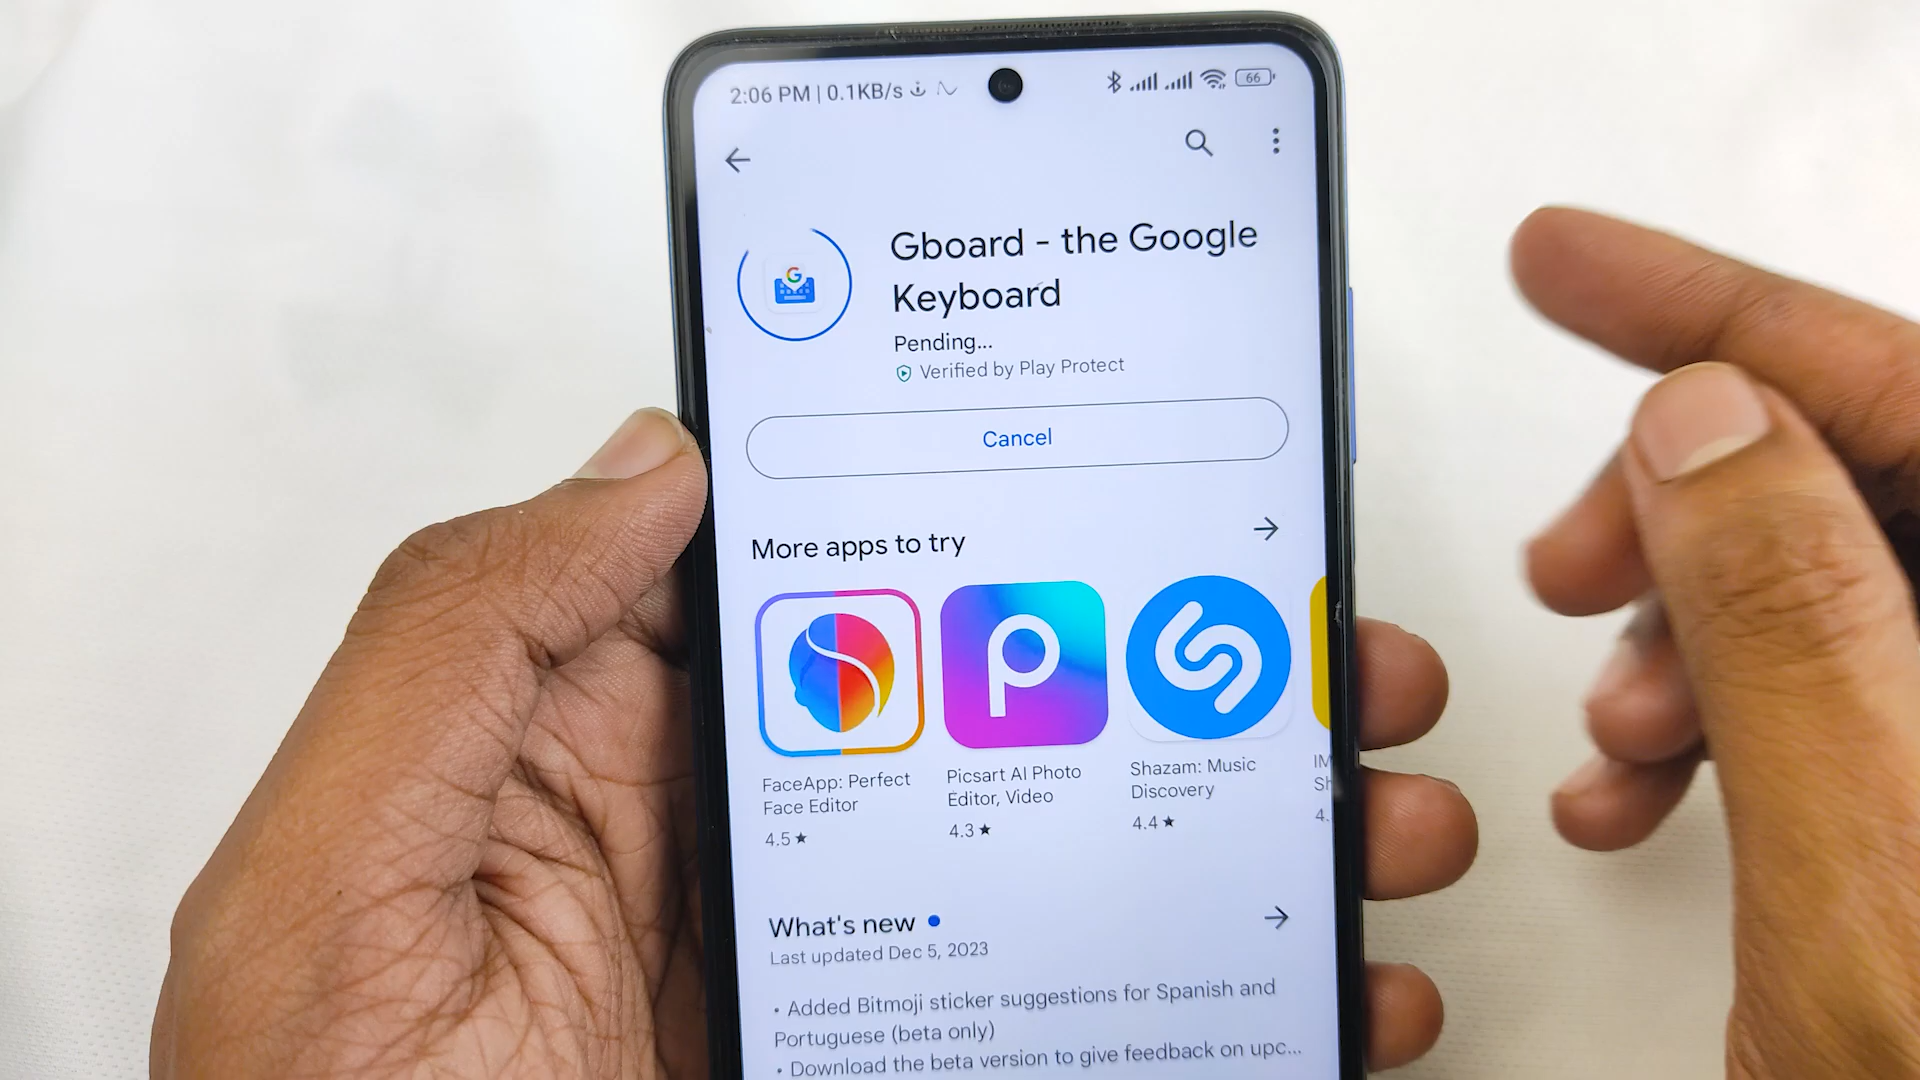 2:06 PM | 0.1KB/s
66
Gboard - the Google
Keyboard
Pending...
Verified by Play Protect
Cancel
More apps to try
FaceApp: Perfect
Face Editor
4.5 ★
Picsart AI Photo
Editor, Video
4.3 ★
Shazam: Music
Discovery
4.4 ★
IM
Sh
4.
What's new
Last updated Dec 5, 2023
• Added Bitmoji sticker suggestions for Spanish and
Portuguese (beta only)
• Download the beta version to give feedback on upc...